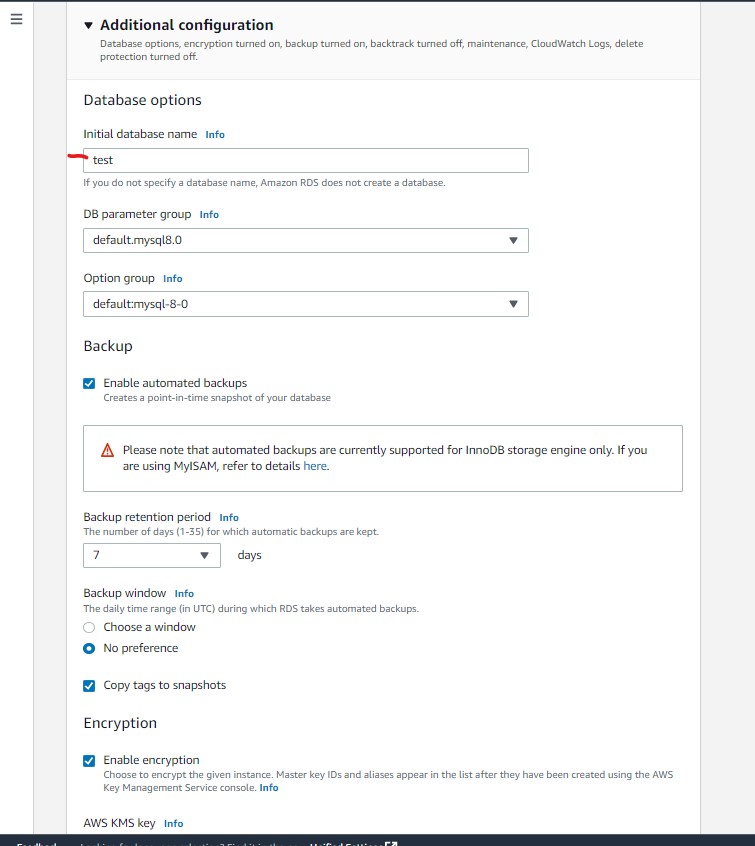 Additional configuration
Database options, encryption turned on, backup turned on, backtrack turned off, maintenance, CloudWatch Logs, delete
protection turned off.
Database options
Initial database name Info
test
If you do not specify a database name, Amazon RDS does not create a database.
DB parameter group Info
default.mysql8.0
Option group Info
default:mysql-8-0
Backup
Enable automated backups
Creates a point-in-time snapshot of your database
Please note that automated backups are currently supported for InnoDB storage engine only. If you
are using MyISAM, refer to details here.
Backup retention period Info
The number of days (1-35) for which automatic backups are kept.
7 days
Backup window Info
The daily time range (in UTC) during which RDS takes automated backups.
Choose a window
No preference
Copy tags to snapshots
Encryption
Enable encryption
Choose to encrypt the given instance. Master key IDs and aliases appear in the list after they have been created using the AWS
Key Management Service console. Info
AWS KMS key Info